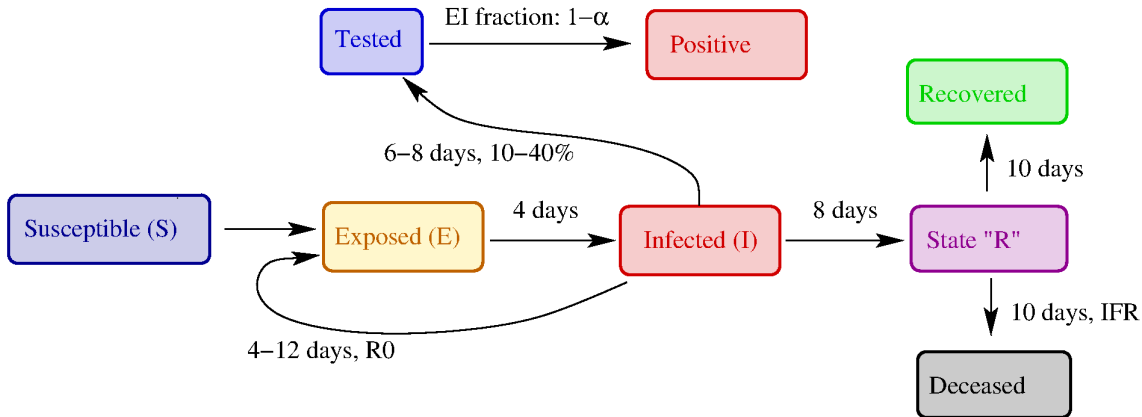 EI fraction: 1−α
Tested
Positive
Recovered
6−8 days, 10−40%
10 days
4 days
8 days
Susceptible (S)
Exposed (E)
Infected (I)
State "R"
10 days, IFR
4−12 days, R0
Deceased